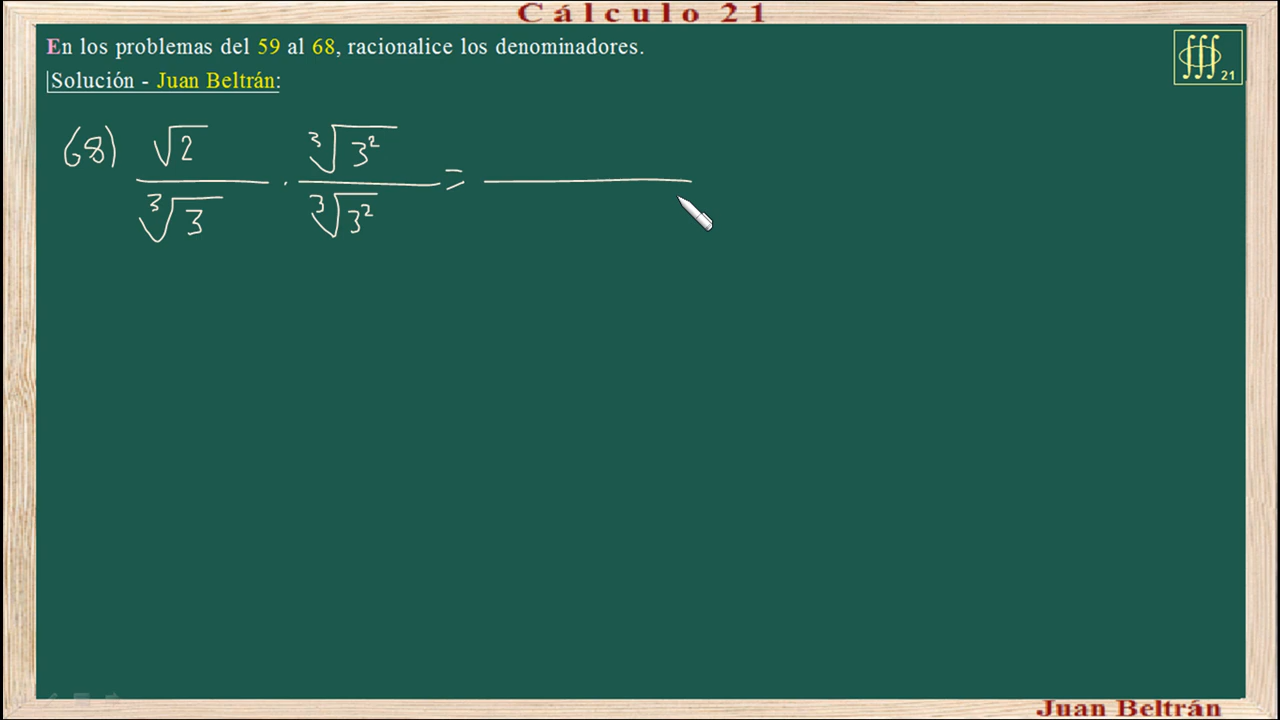 Cálculo 21
En los problemas del 59 al 68, racionalice los denominadores.
∭ 21
Solución - Juan Beltrán:
68) √2 / ∛3 · ∛3² / ∛3² =
Juan Beltrán